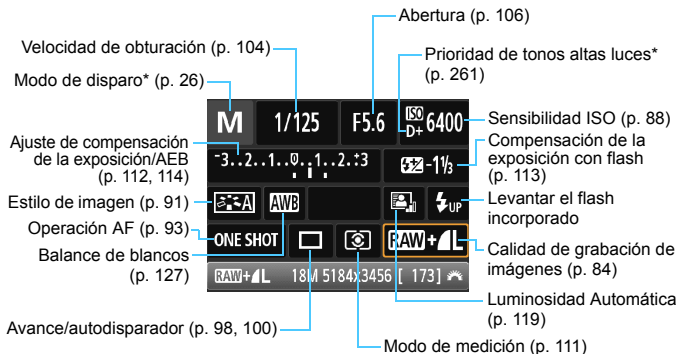 Abertura (p. 106)
Velocidad de obturación (p. 104)
Prioridad de tonos altas luces*
(p. 261)
Modo de disparo* (p. 26)
M 1/125 F5.6 ISO D+ 6400
Sensibilidad ISO (p. 88)
Ajuste de compensación
de la exposición/AEB
(p. 112, 114)
-3..2..1..0..1..2.+3
-1⅓
Compensación de la
exposición con flash
(p. 113)
Estilo de imagen (p. 91)
A AWB UP
Levantar el flash
incorporado
Operación AF (p. 93)
ONE SHOT RAW+L
Balance de blancos
(p. 127)
Calidad de grabación de
imágenes (p. 84)
RAW+L 18M 5184x3456 [ 173]
Luminosidad Automática
(p. 119)
Avance/autodisparador (p. 98, 100)
Modo de medición (p. 111)